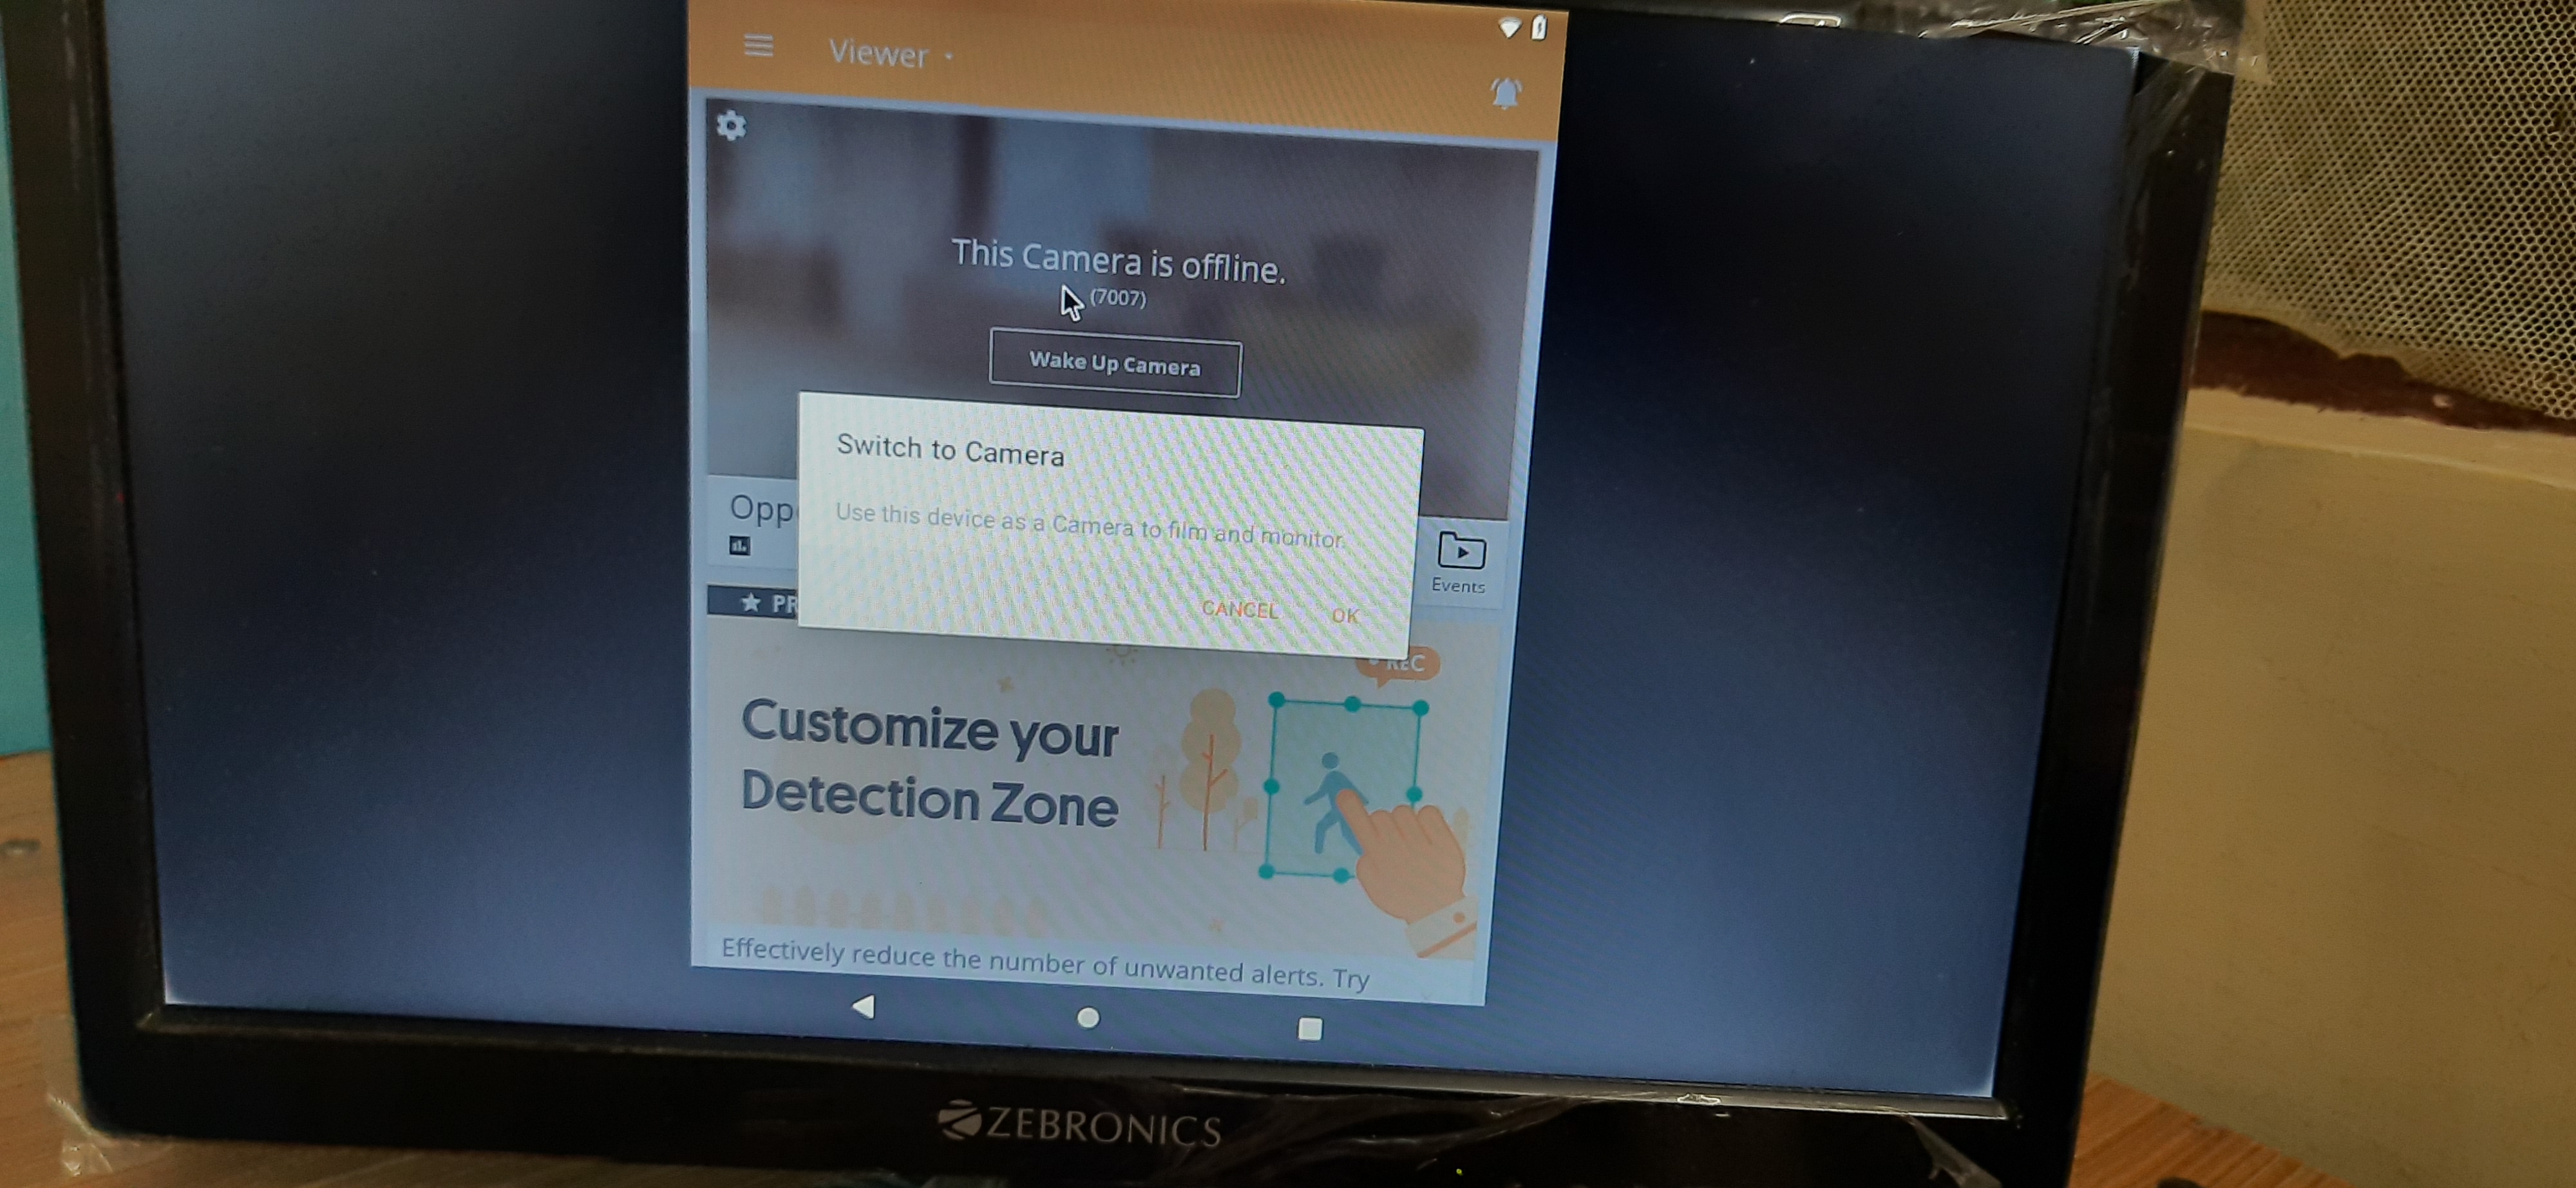 Viewer
This Camera is offline.
(7007)
Wake Up Camera
Switch to Camera
Use this device as a Camera to film and monitor.
CANCEL OK
Opp
Events
PR
REC
Customize your
Detection Zone
Effectively reduce the number of unwanted alerts. Try
ZEBRONICS